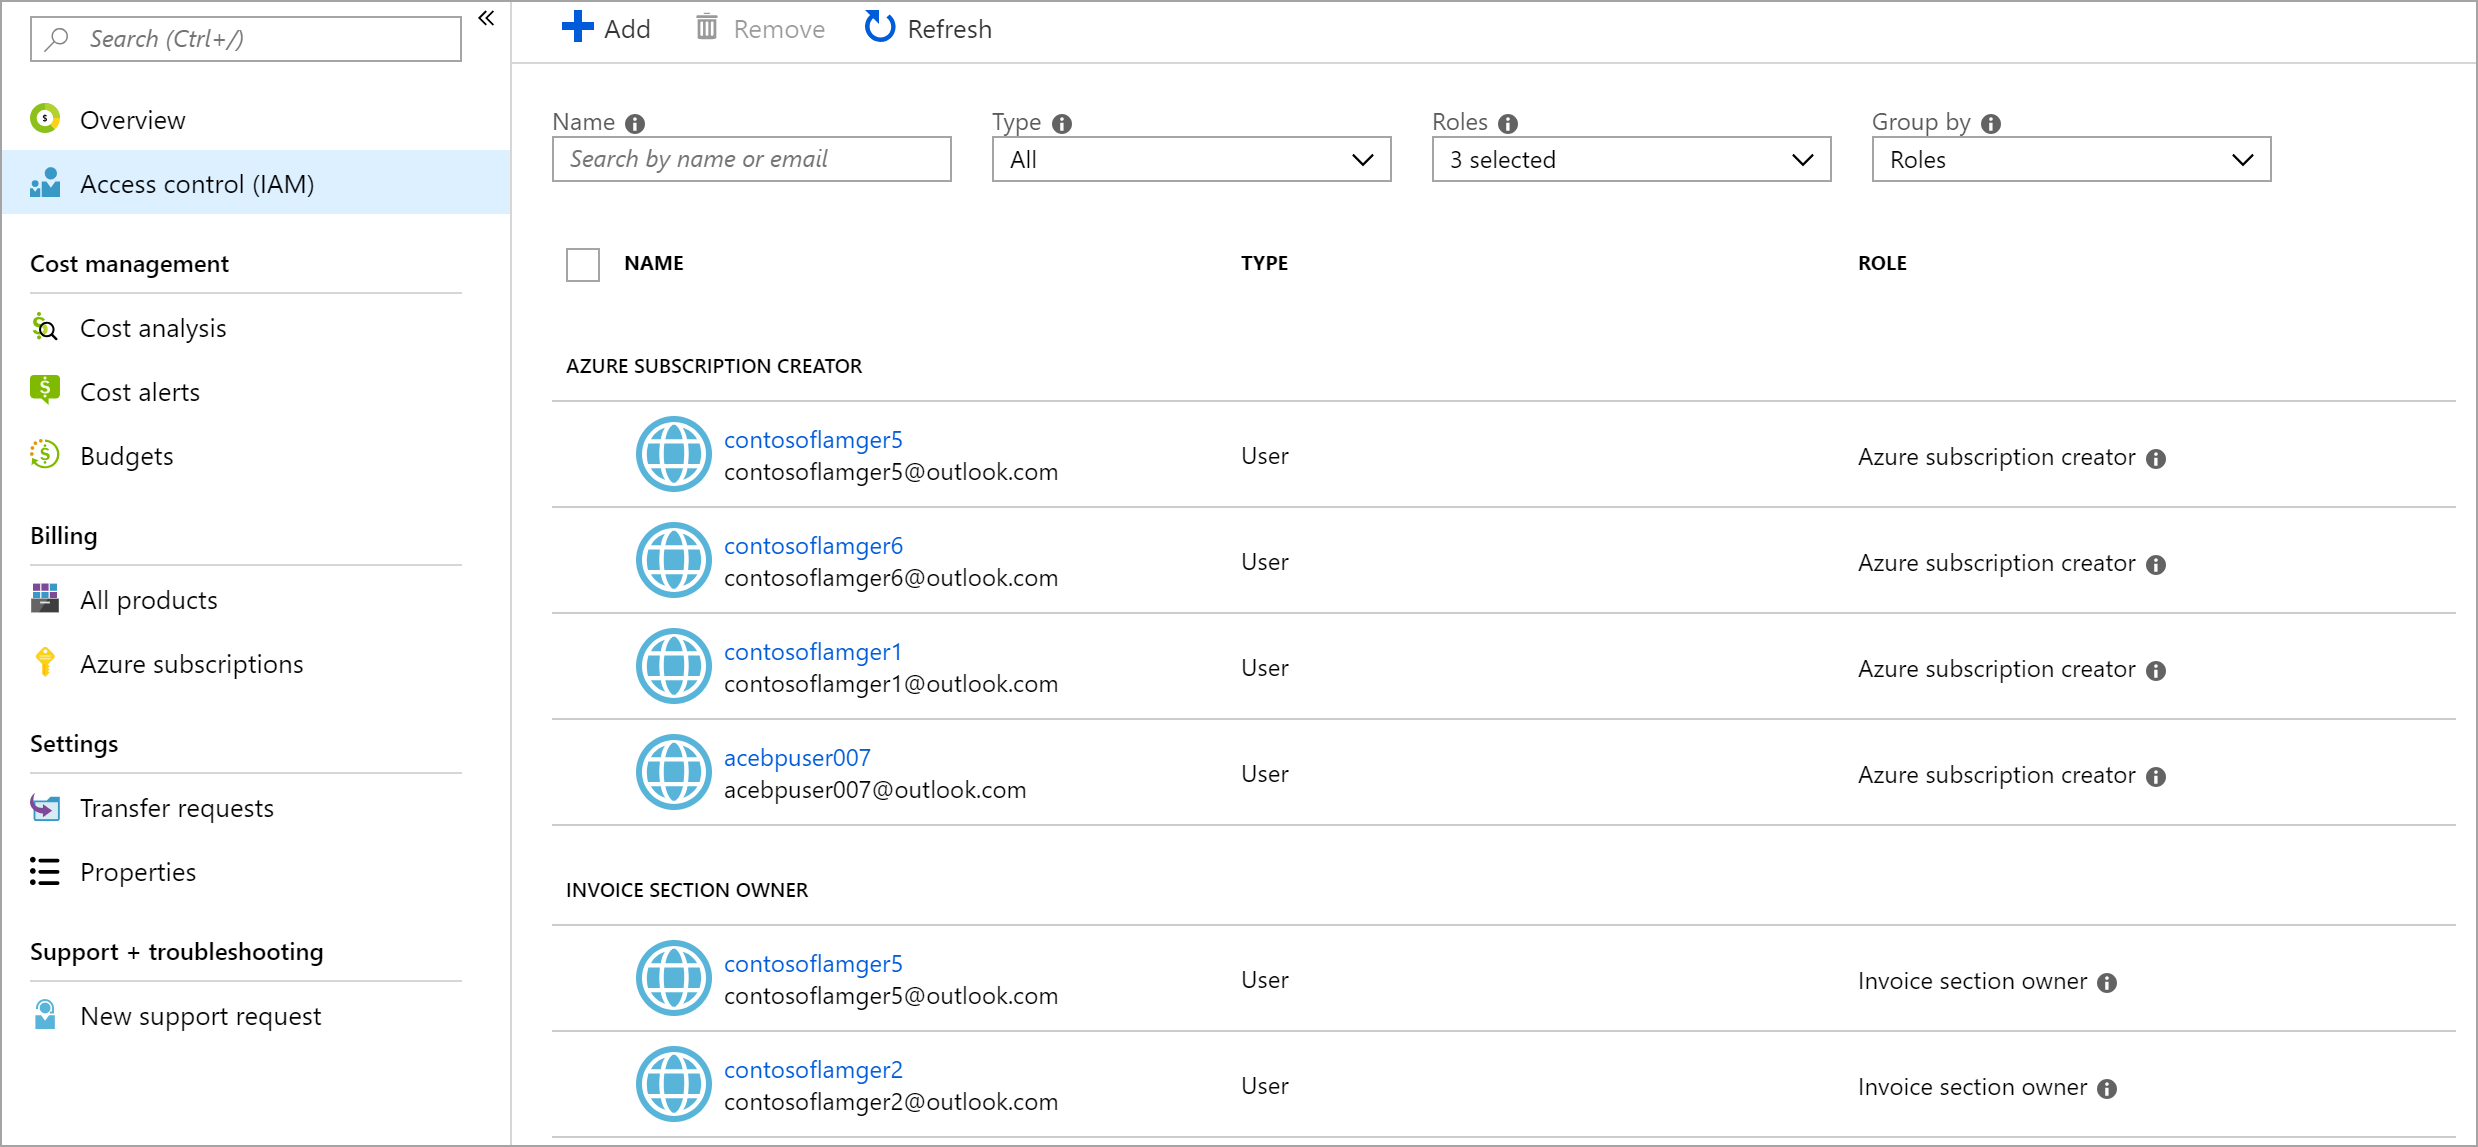 Search (Ctrl+/)
«
Overview
Access control (IAM)
Cost management
Cost analysis
Cost alerts
Budgets
Billing
All products
Azure subscriptions
Settings
Transfer requests
Properties
Support + troubleshooting
New support request
Add Remove Refresh
Name Type Roles Group by
Search by name or email All 3 selected Roles
NAME TYPE ROLE
AZURE SUBSCRIPTION CREATOR
contosoflamger5
contosoflamger5@outlook.com User Azure subscription creator
contosoflamger6
contosoflamger6@outlook.com User Azure subscription creator
contosoflamger1
contosoflamger1@outlook.com User Azure subscription creator
acebpuser007
acebpuser007@outlook.com User Azure subscription creator
INVOICE SECTION OWNER
contosoflamger5
contosoflamger5@outlook.com User Invoice section owner
contosoflamger2
contosoflamger2@outlook.com User Invoice section owner